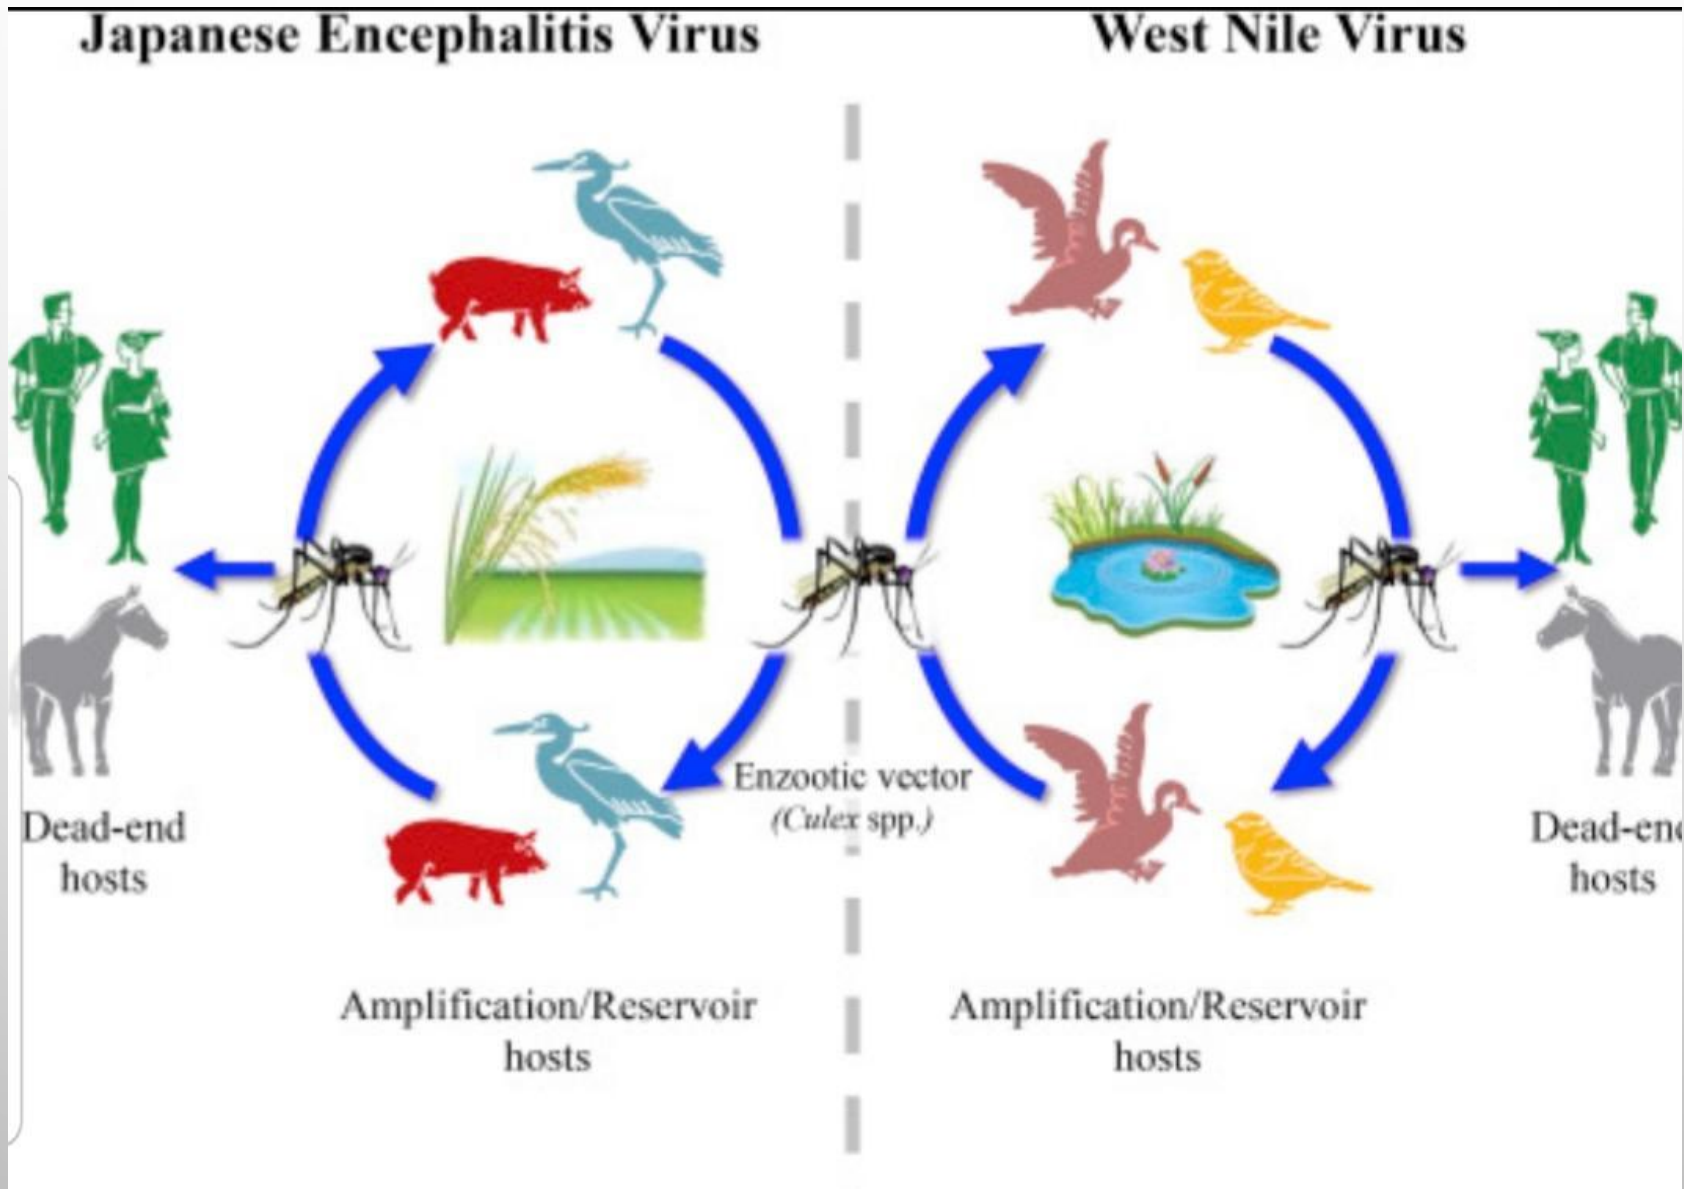 Japanese Encephalitis Virus
West Nile Virus
Enzootic vector
(Culex spp.)
Dead-end
hosts
Dead-end
hosts
Amplification/Reservoir
hosts
Amplification/Reservoir
hosts